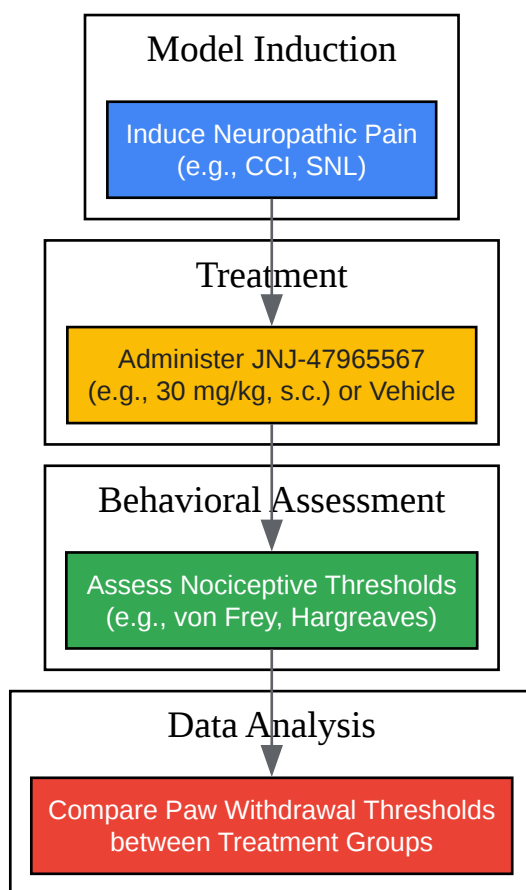 Model Induction
Induce Neuropathic Pain
(e.g., CCI, SNL)
Treatment
Administer JNJ-47965567
(e.g., 30 mg/kg, s.c.) or Vehicle
Behavioral Assessment
Assess Nociceptive Thresholds
(e.g., von Frey, Hargreaves)
Data Analysis
Compare Paw Withdrawal Thresholds
between Treatment Groups